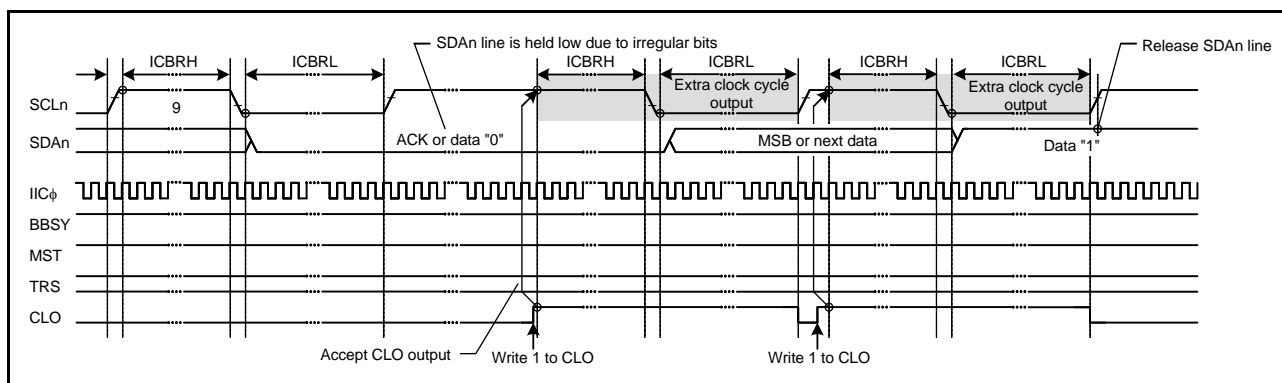 SDAn line is held low due to irregular bits
Release SDAn line
ICBRH
ICBRL
ICBRH
ICBRL
ICBRH
ICBRL
SCLn
9
Extra clock cycle
output
Extra clock cycle
output
SDAn
ACK or data "0"
MSB or next data
Data "1"
IICϕ
BBSY
MST
TRS
CLO
Accept CLO output
Write 1 to CLO
Write 1 to CLO